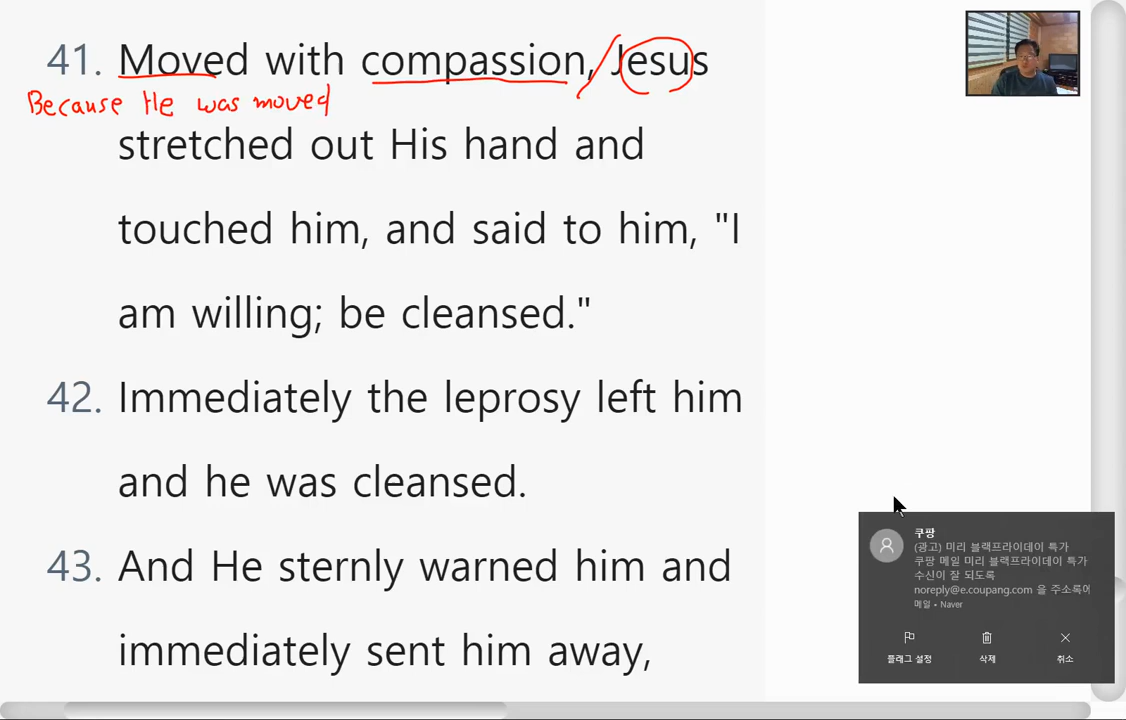 41. Moved with compassion, Jesus
Because He was moved
stretched out His hand and
touched him, and said to him, "I
am willing; be cleansed."
42. Immediately the leprosy left him
and he was cleansed.
43. And He sternly warned him and
immediately sent him away,
쿠팡
(광고) 미리 블랙프라이데이 특가
쿠팡 메일 미리 블랙프라이데이 특가
수신이 잘 되도록
noreply@e.coupang.com 을 주소록에
메일 • Naver
플래그 설정 삭제 취소